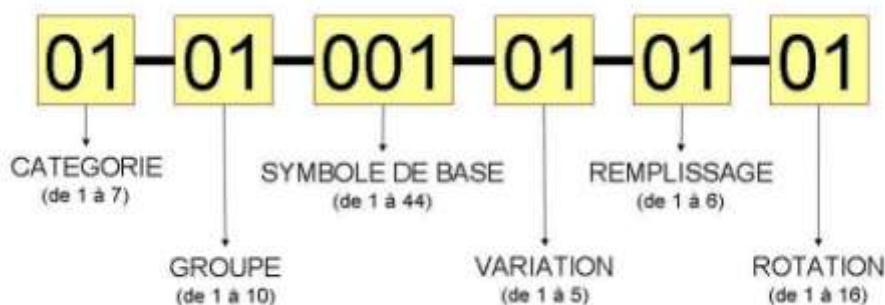 01 01 001 01 01 01
CATEGORIE
(de 1 à 7)
SYMBOLE DE BASE
(de 1 à 44)
REMPLISSAGE
(de 1 à 6)
GROUPE
(de 1 à 10)
VARIATION
(de 1 à 5)
ROTATION
(de 1 à 16)